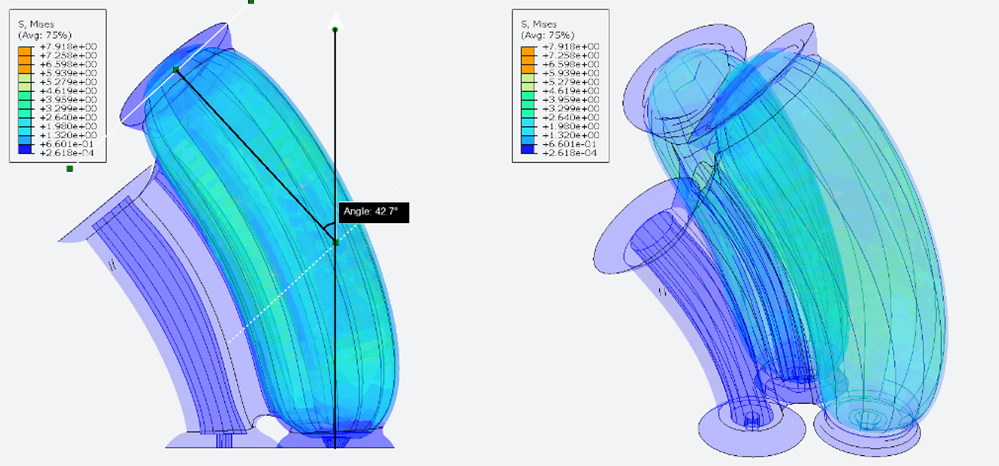 S, Mises
(Avg: 75%)
+7.918e+00
+7.258e+00
+6.598e+00
+5.939e+00
+5.279e+00
+4.619e+00
+3.959e+00
+3.299e+00
+2.640e+00
+1.980e+00
+1.320e+00
+6.601e-01
+2.618e-04
Angle: 42.7°
S, Mises
(Avg: 75%)
+7.918e+00
+7.258e+00
+6.598e+00
+5.939e+00
+5.279e+00
+4.619e+00
+3.959e+00
+3.299e+00
+2.640e+00
+1.980e+00
+1.320e+00
+6.601e-01
+2.618e-04